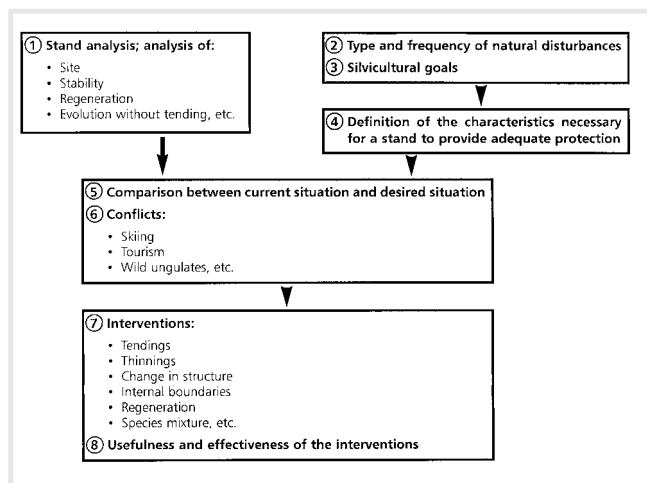 ① Stand analysis; analysis of:
• Site
• Stability
• Regeneration
• Evolution without tending, etc.
② Type and frequency of natural disturbances
③ Silvicultural goals
④ Definition of the characteristics necessary
for a stand to provide adequate protection
⑤ Comparison between current situation and desired situation
⑥ Conflicts:
• Skiing
• Tourism
• Wild ungulates, etc.
⑦ Interventions:
• Tendings
• Thinnings
• Change in structure
• Internal boundaries
• Regeneration
• Species mixture, etc.
⑧ Usefulness and effectiveness of the interventions